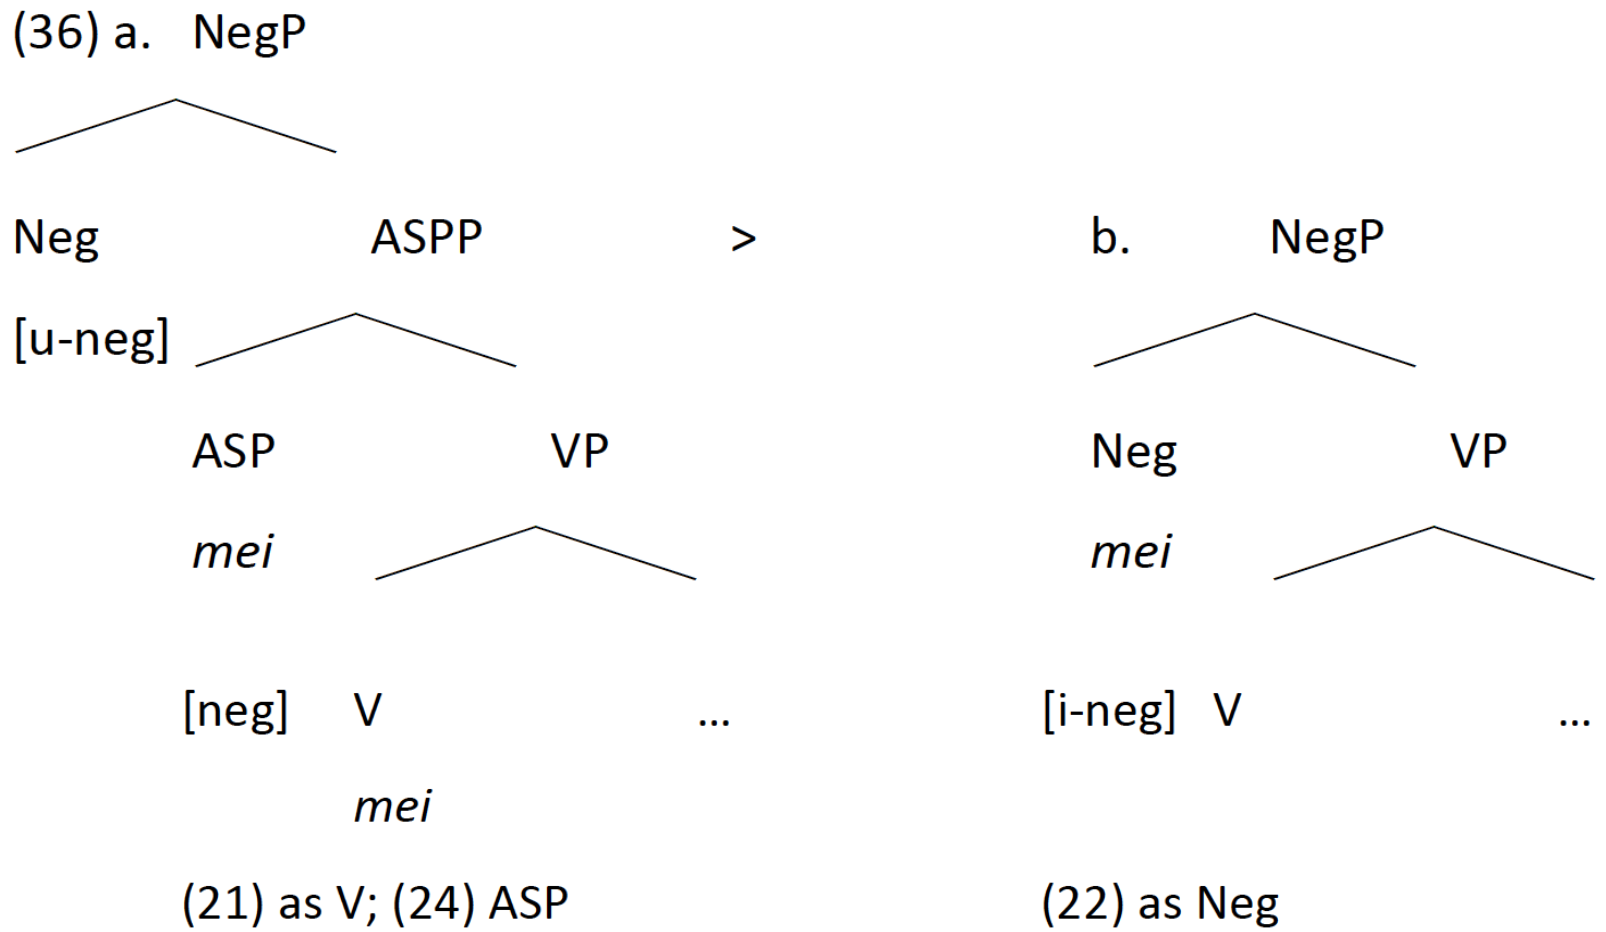 (36) a. NegP
Neg ASPP > b. NegP
[u-neg]
ASP VP Neg VP
mei mei
[neg] V ... [i-neg] V ...
mei
(21) as V; (24) ASP (22) as Neg